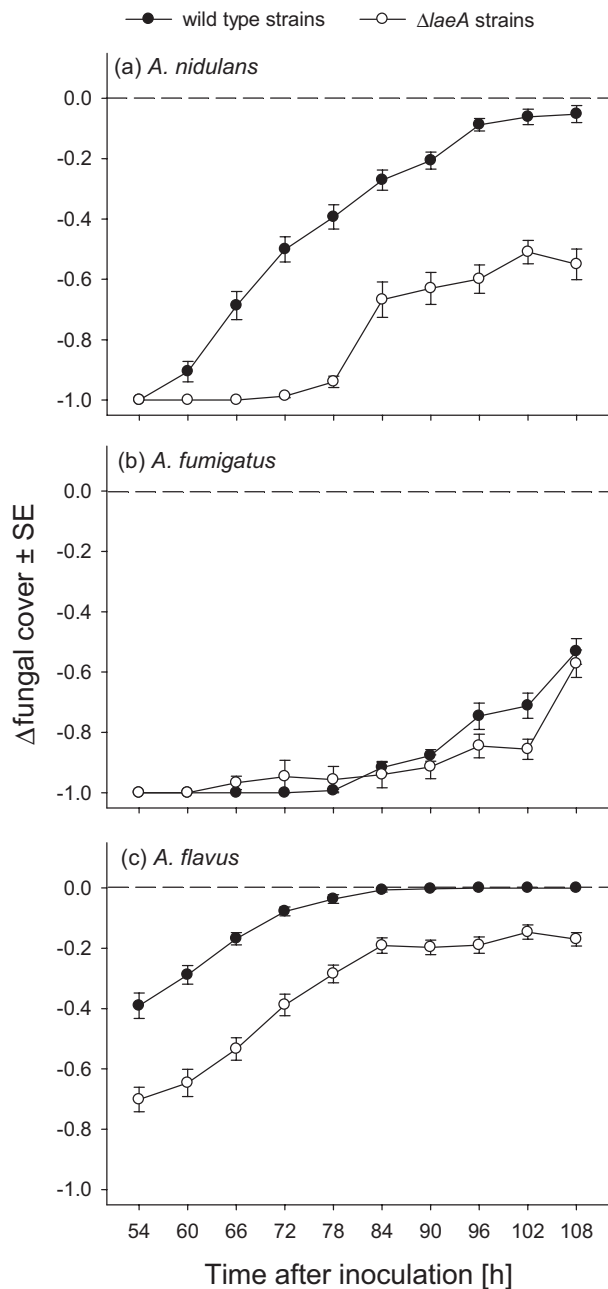 wild type strains ΔlaeA strains
(a) A. nidulans
0.0
-0.2
-0.4
-0.6
-0.8
-1.0
(b) A. fumigatus
0.0
-0.2
-0.4
-0.6
-0.8
-1.0
Δfungal cover ± SE
(c) A. flavus
0.0
-0.2
-0.4
-0.6
-0.8
-1.0
54 60 66 72 78 84 90 96 102 108
Time after inoculation [h]